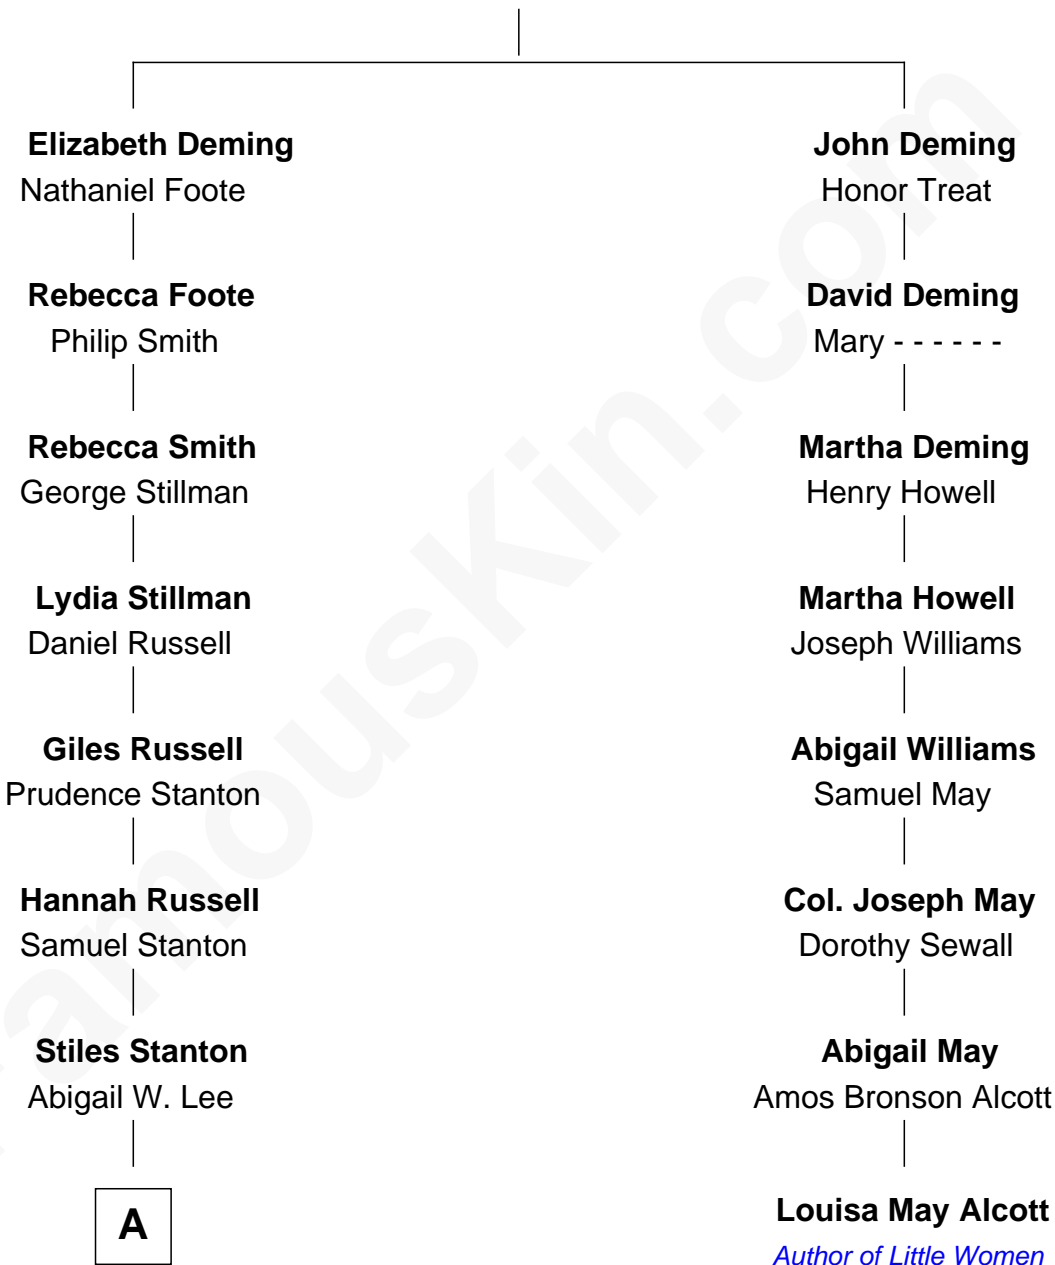 Elizabeth Deming
Nathaniel Foote
Rebecca Foote
Philip Smith
Rebecca Smith
George Stillman
Lydia Stillman
Daniel Russell
Giles Russell
Prudence Stanton
Hannah Russell
Samuel Stanton
Stiles Stanton
Abigail W. Lee
A
John Deming
Honor Treat
David Deming
Mary - - - - - -
Martha Deming
Henry Howell
Martha Howell
Joseph Williams
Abigail Williams
Samuel May
Col. Joseph May
Dorothy Sewall
Abigail May
Amos Bronson Alcott
Louisa May Alcott
Author of Little Women
FamousKin.com